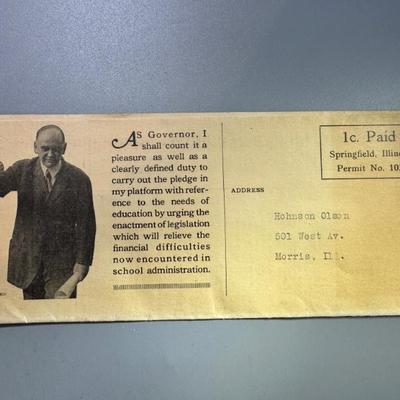 AS Governor, I
shall count it a
pleasure as well as a
clearly defined duty to
carry out the pledge in
my platform with refer-
ence to the needs of
education by urging the
enactment of legislation
which will relieve the
financial difficulties
now encountered in
school administration.
1c. Paid
Springfield, Illino
Permit No. 10
ADDRESS
Hohnson Olson
501 West Av.
Morris, Ill.